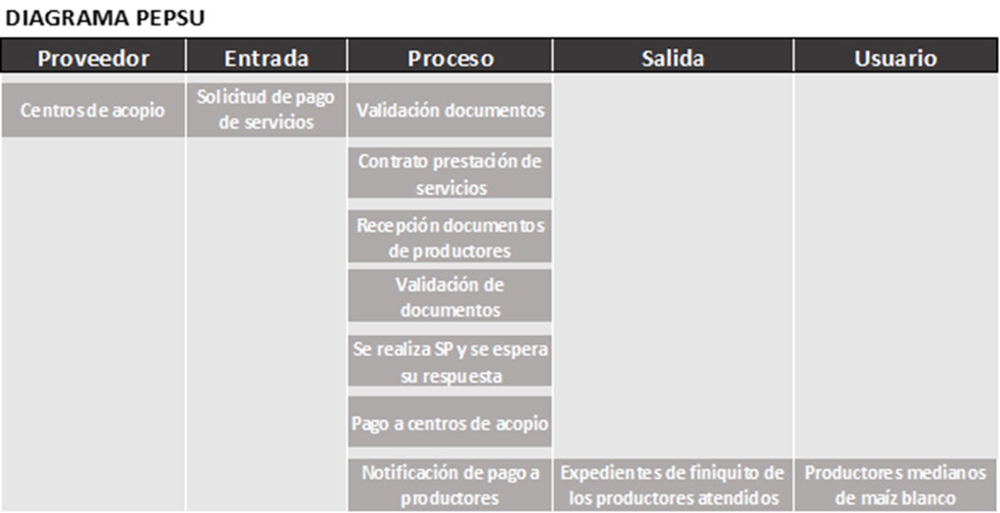 DIAGRAMA PEPSU
Proveedor Entrada Proceso Salida Usuario
Centros de acopio
Solicitud de pago
de servicios
Validación documentos
Contrato prestación de
servicios
Recepción documentos
de productores
Validación de
documentos
Se realiza SP y se espera
su respuesta
Pago a centros de acopio
Notificación de pago a
productores
Expedientes de finiquito de
los productores atendidos
Productores medianos
de maíz blanco